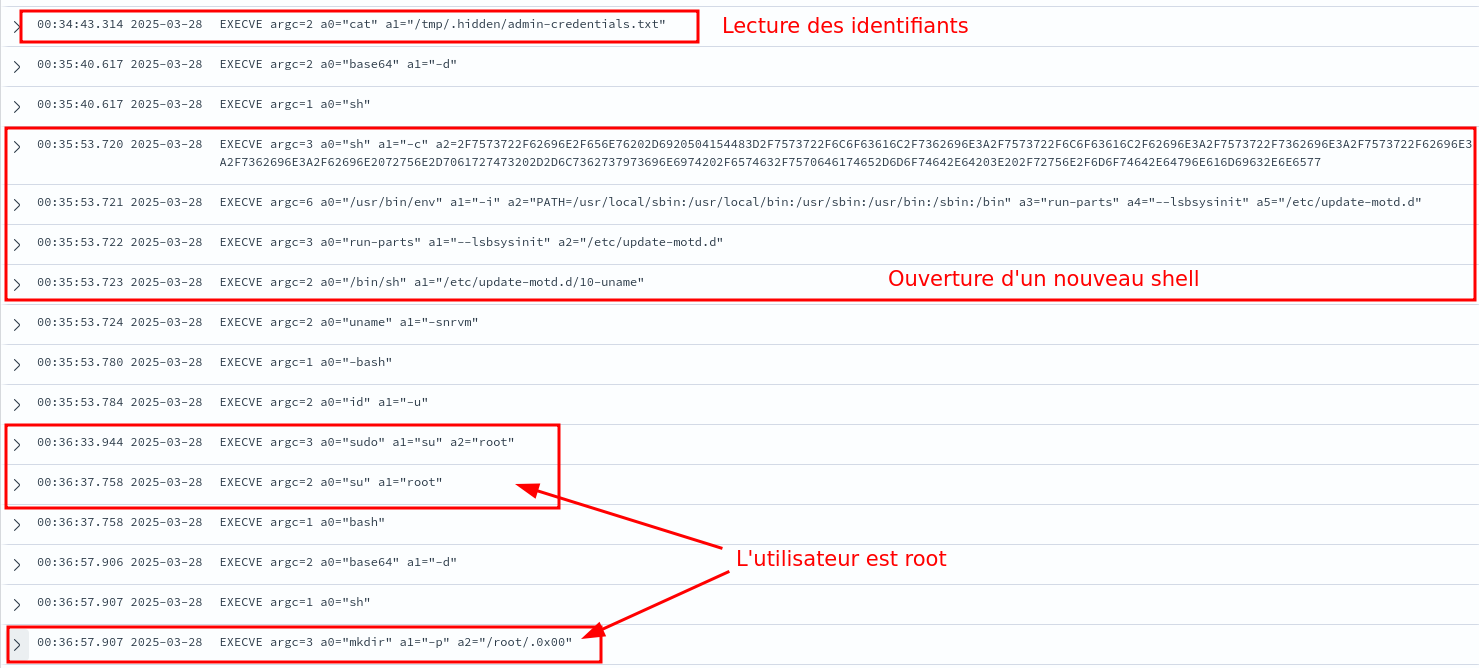 00:34:43.314 2025-03-28 EXECVE argc=2 a0="cat" a1="/tmp/.hidden/admin-credentials.txt"
Lecture des identifiants
00:35:40.617 2025-03-28 EXECVE argc=2 a0="base64" a1="-d"
00:35:40.617 2025-03-28 EXECVE argc=1 a0="sh"
00:35:53.720 2025-03-28 EXECVE argc=3 a0="sh" a1="-c" a2=2F7573722F62696E2F656E76202D6920504154483D2F7573722F6C6F63616C2F7362696E3A2F7573722F6C6F63616C2F62696E3A2F7573722F7362696E3A2F7573722F62696E3
A2F7362696E3A2F62696E2072756E2D7061727473202D2D6C7362737973696E6974202F6574632F7570646174652D6D6F74642E64203E202F72756E2F6D6F74642E64796E616D69632E6E6577
00:35:53.721 2025-03-28 EXECVE argc=6 a0="/usr/bin/env" a1="-i" a2="PATH=/usr/local/sbin:/usr/local/bin:/usr/sbin:/usr/bin:/sbin:/bin" a3="run-parts" a4="--lsbsysinit" a5="/etc/update-motd.d"
00:35:53.722 2025-03-28 EXECVE argc=3 a0="run-parts" a1="--lsbsysinit" a2="/etc/update-motd.d"
00:35:53.723 2025-03-28 EXECVE argc=2 a0="/bin/sh" a1="/etc/update-motd.d/10-uname"
Ouverture d'un nouveau shell
00:35:53.724 2025-03-28 EXECVE argc=2 a0="uname" a1="-snrvm"
00:35:53.780 2025-03-28 EXECVE argc=1 a0="-bash"
00:35:53.784 2025-03-28 EXECVE argc=2 a0="id" a1="-u"
00:36:33.944 2025-03-28 EXECVE argc=3 a0="sudo" a1="su" a2="root"
00:36:37.758 2025-03-28 EXECVE argc=2 a0="su" a1="root"
00:36:37.758 2025-03-28 EXECVE argc=1 a0="bash"
00:36:57.906 2025-03-28 EXECVE argc=2 a0="base64" a1="-d"
L'utilisateur est root
00:36:57.907 2025-03-28 EXECVE argc=1 a0="sh"
00:36:57.907 2025-03-28 EXECVE argc=3 a0="mkdir" a1="-p" a2="/root/.0x00"